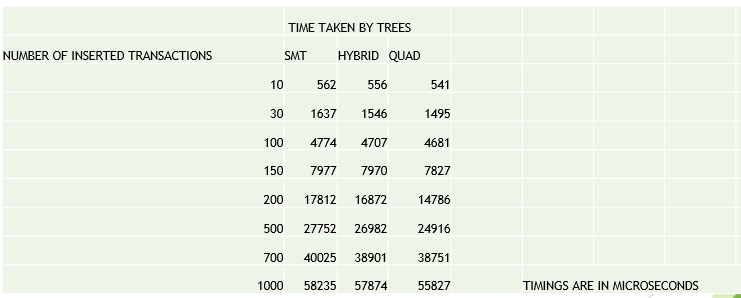 TIME TAKEN BY TREES
NUMBER OF INSERTED TRANSACTIONS SMT HYBRID QUAD
10 562 556 541
30 1637 1546 1495
100 4774 4707 4681
150 7977 7970 7827
200 17812 16872 14786
500 27752 26982 24916
700 40025 38901 38751
1000 58235 57874 55827 TIMINGS ARE IN MICROSECONDS